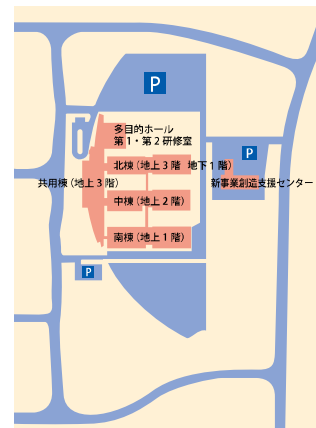 P
多目的ホール
第1・第2研修室
P
北棟（地上3階　地下1階）
共用棟（地上3階）
新事業創造支援センター
中棟（地上2階）
南棟（地上1階）
P